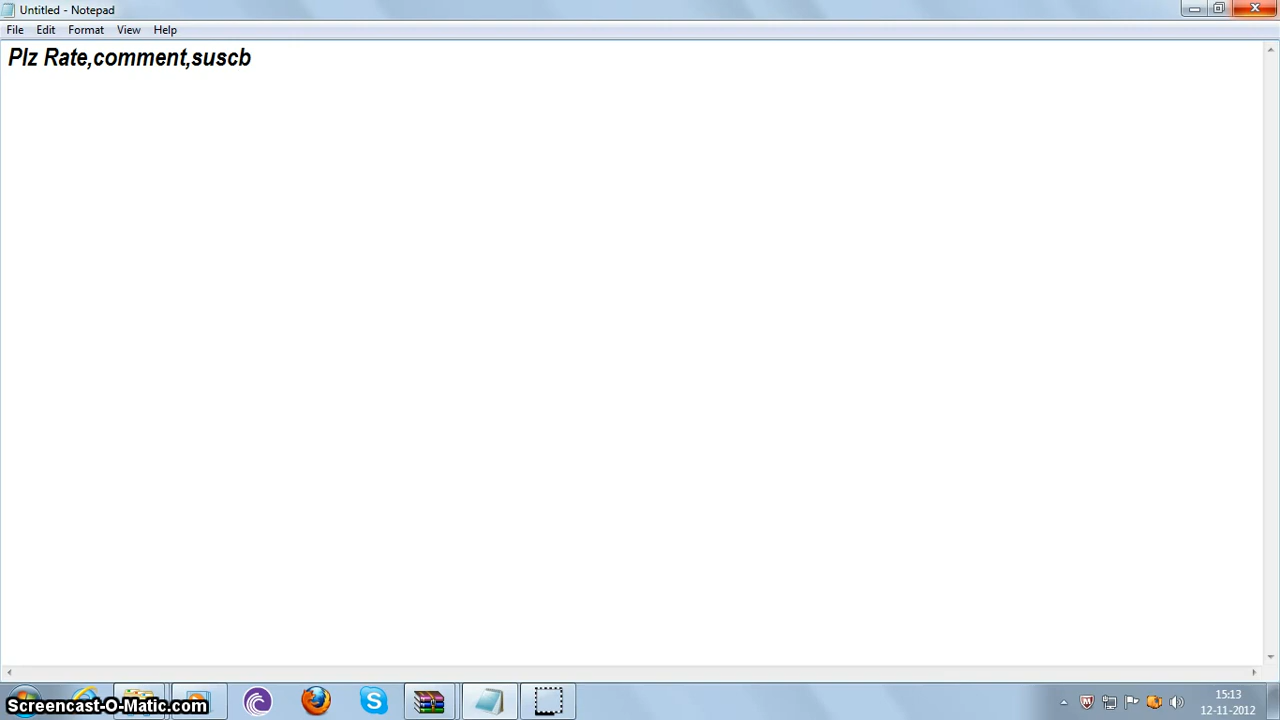 Untitled - Notepad
File Edit Format View Help
Plz Rate,comment,suscb
Screencast-O-Matic.com
15:13
12-11-2012